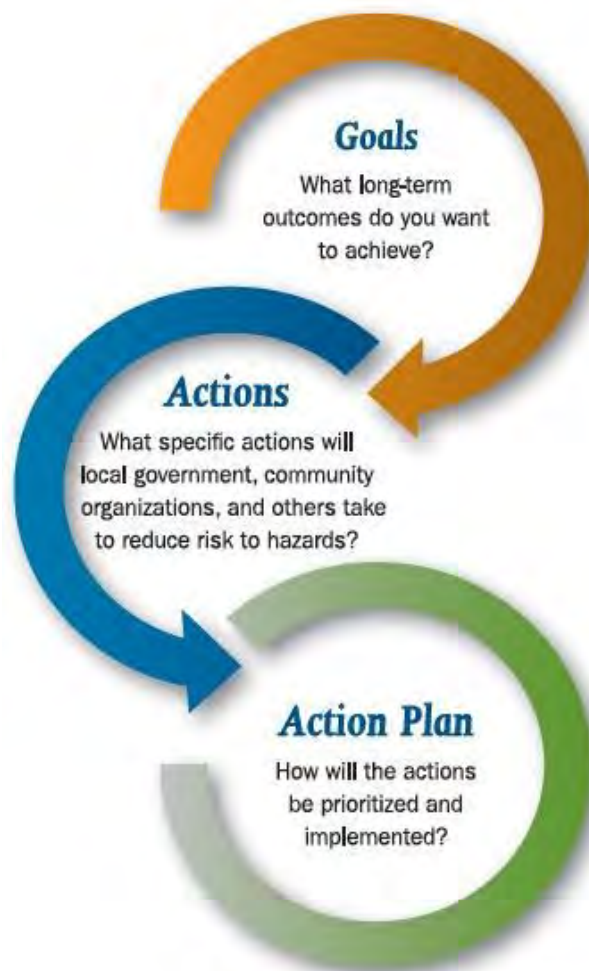 Goals
What long-term
outcomes do you want
to achieve?
Actions
What specific actions will
local government, community
organizations, and others take
to reduce risk to hazards?
Action Plan
How will the actions
be prioritized and
implemented?